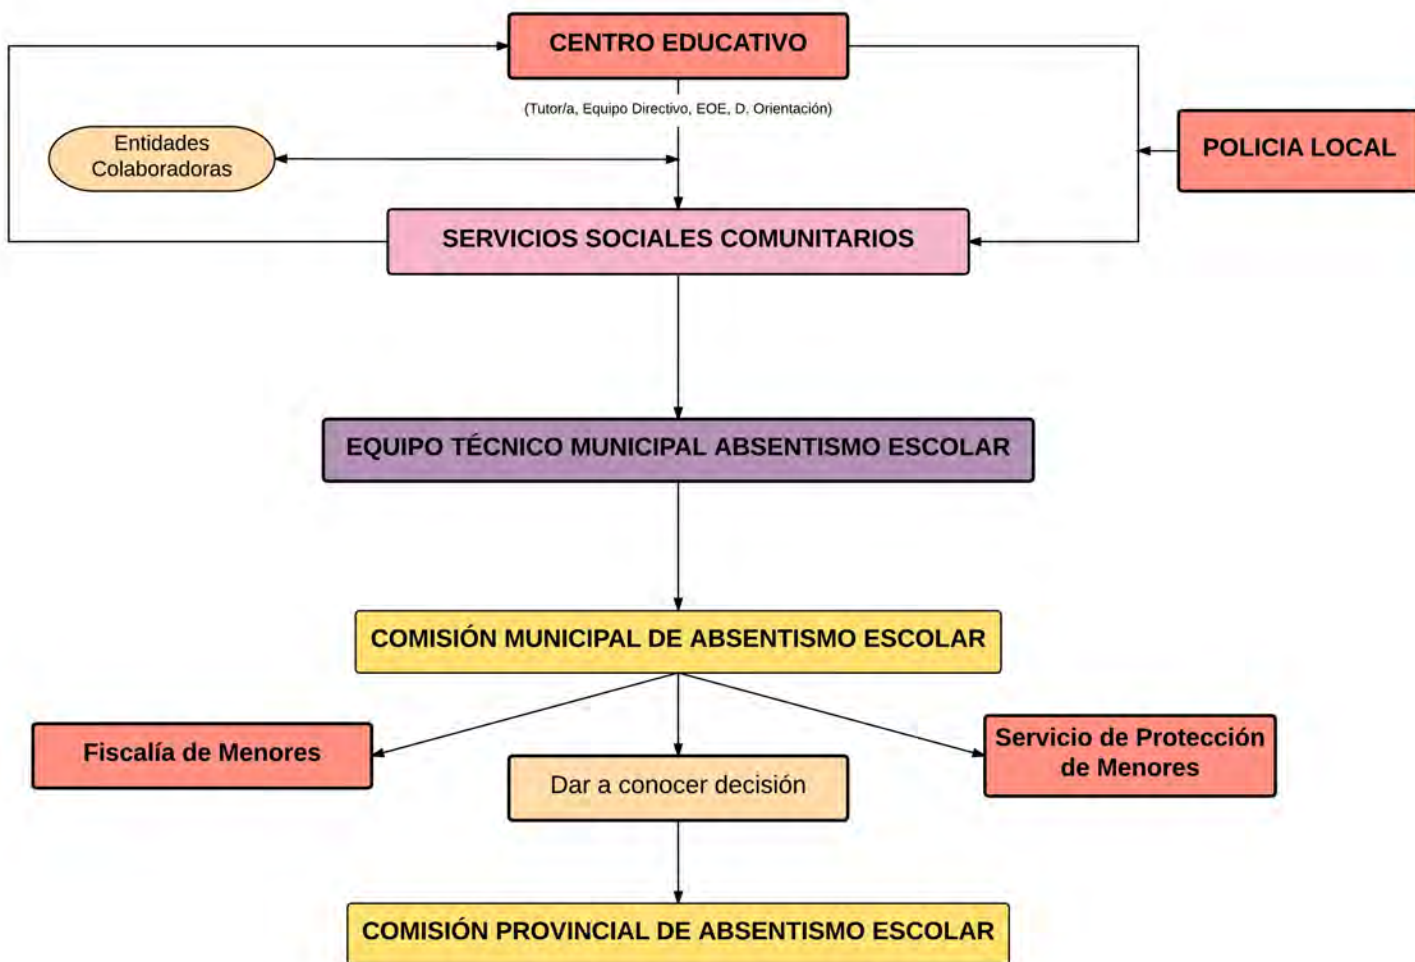 CENTRO EDUCATIVO
(Tutor/a, Equipo Directivo, EOE, D. Orientación)
Entidades
Colaboradoras
POLICIA LOCAL
SERVICIOS SOCIALES COMUNITARIOS
EQUIPO TÉCNICO MUNICIPAL ABSENTISMO ESCOLAR
COMISIÓN MUNICIPAL DE ABSENTISMO ESCOLAR
Fiscalía de Menores
Dar a conocer decisión
Servicio de Protección
de Menores
COMISIÓN PROVINCIAL DE ABSENTISMO ESCOLAR